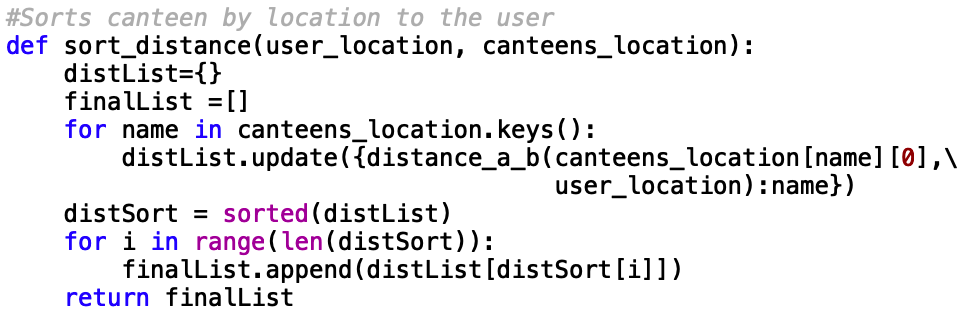 #Sorts canteen by location to the user
def sort_distance(user_location, canteens_location):
    distList={}
    finalList =[]
    for name in canteens_location.keys():
        distList.update({distance_a_b(canteens_location[name][0],\
                                      user_location):name})
    distSort = sorted(distList)
    for i in range(len(distSort)):
        finalList.append(distList[distSort[i]])
    return finalList